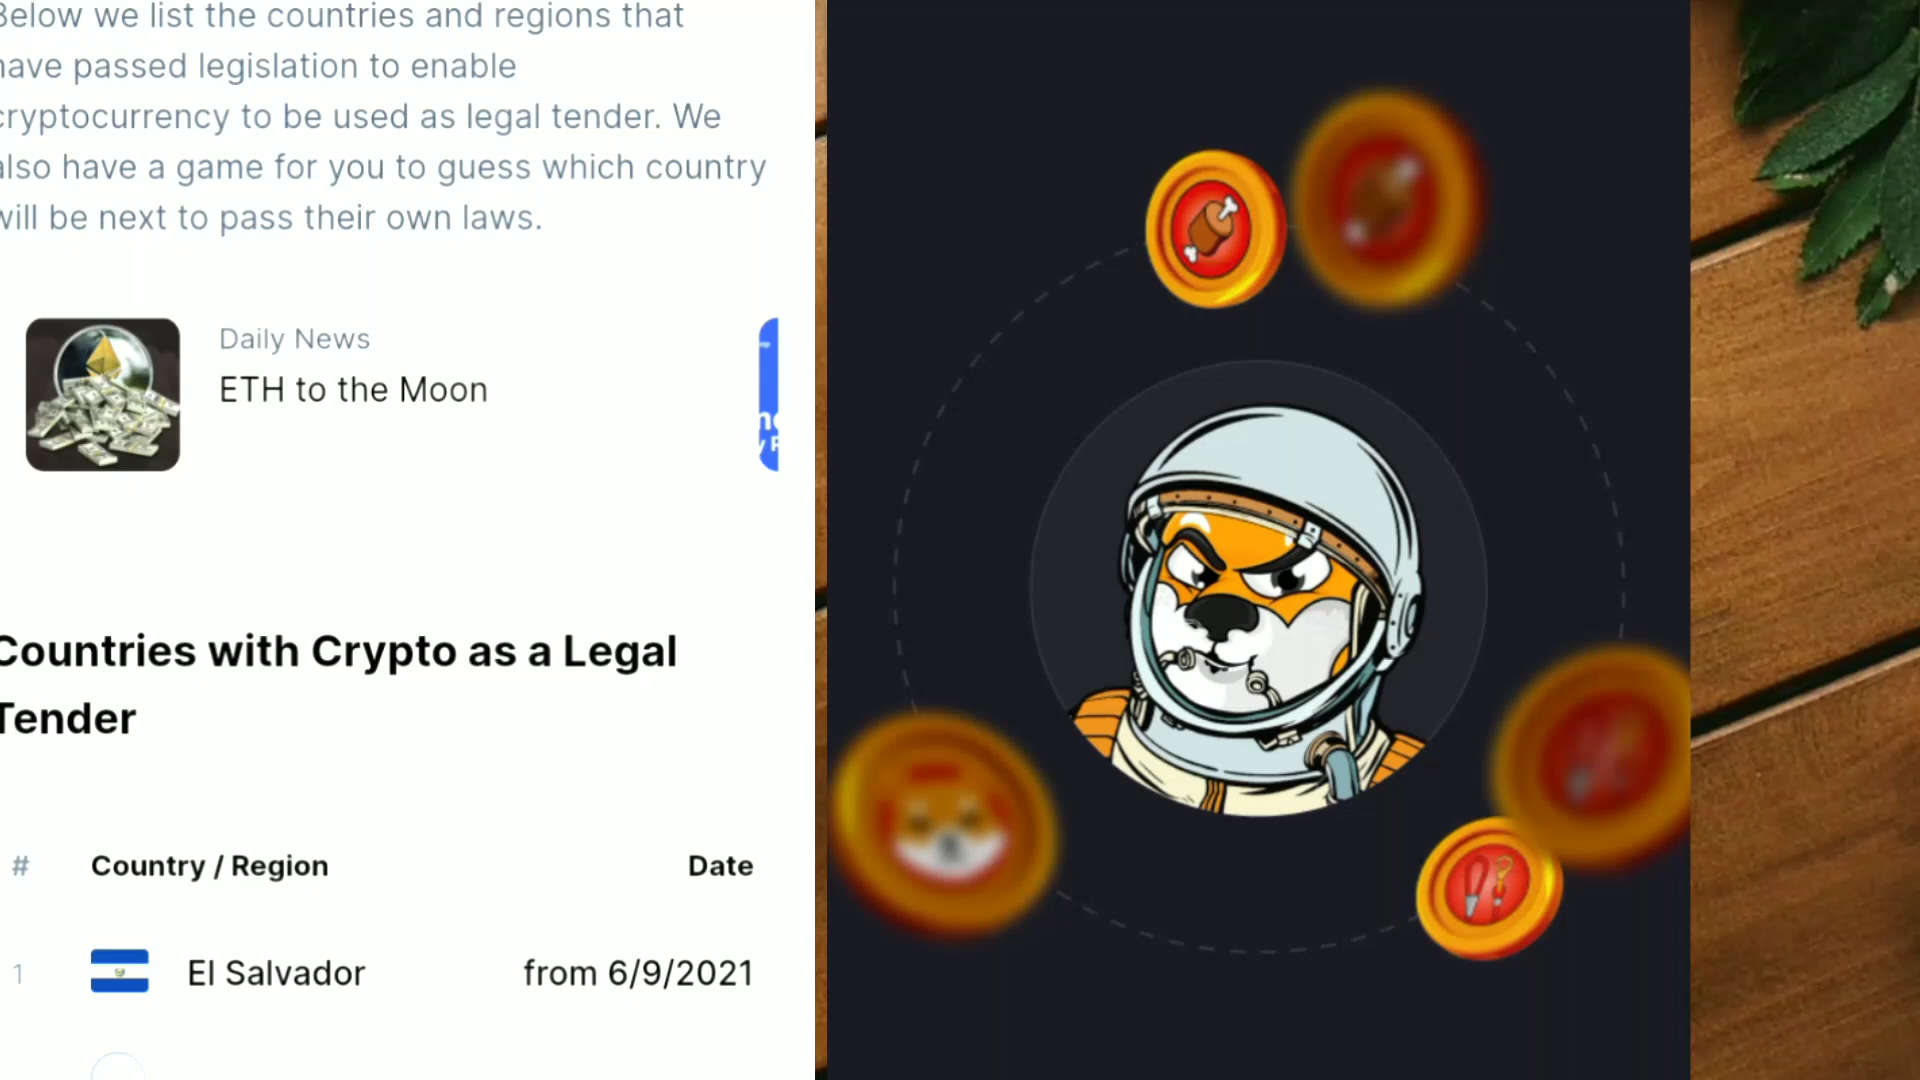 Below we list the countries and regions that
have passed legislation to enable
cryptocurrency to be used as legal tender. We
also have a game for you to guess which country
will be next to pass their own laws.
Daily News
ETH to the Moon
Countries with Crypto as a Legal
Tender
# Country / Region Date
1 El Salvador from 6/9/2021